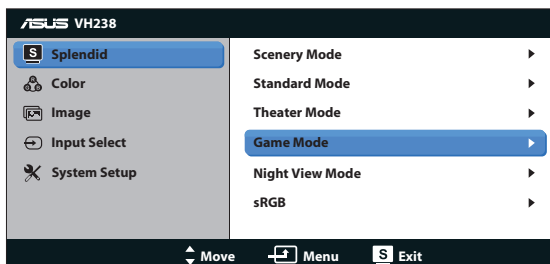 ASUS VH238
S Splendid
Color
Image
Input Select
System Setup
Scenery Mode
Standard Mode
Theater Mode
Game Mode
Night View Mode
sRGB
Move Menu S Exit